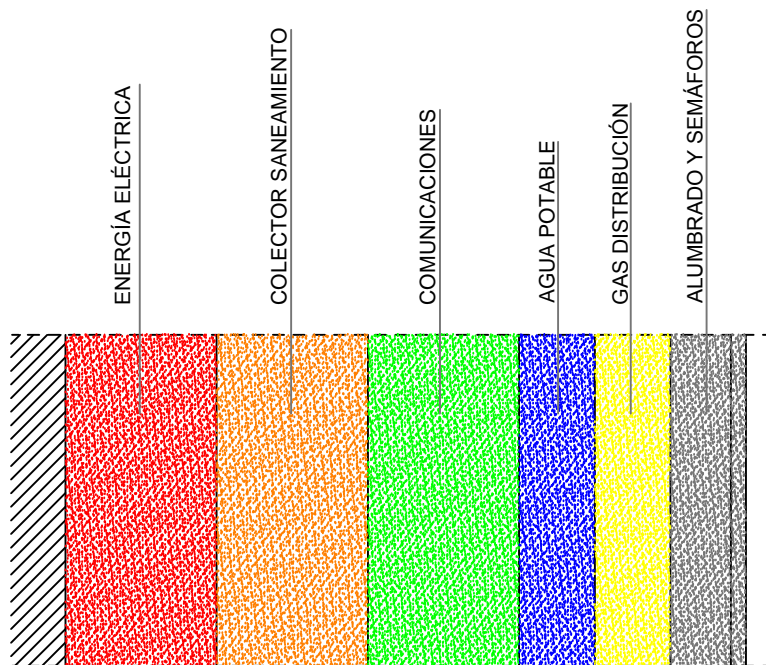 ENERGÍA ELÉCTRICA
COLECTOR SANEAMIENTO
COMUNICACIONES
AGUA POTABLE
GAS DISTRIBUCIÓN
ALUMBRADO Y SEMÁFOROS